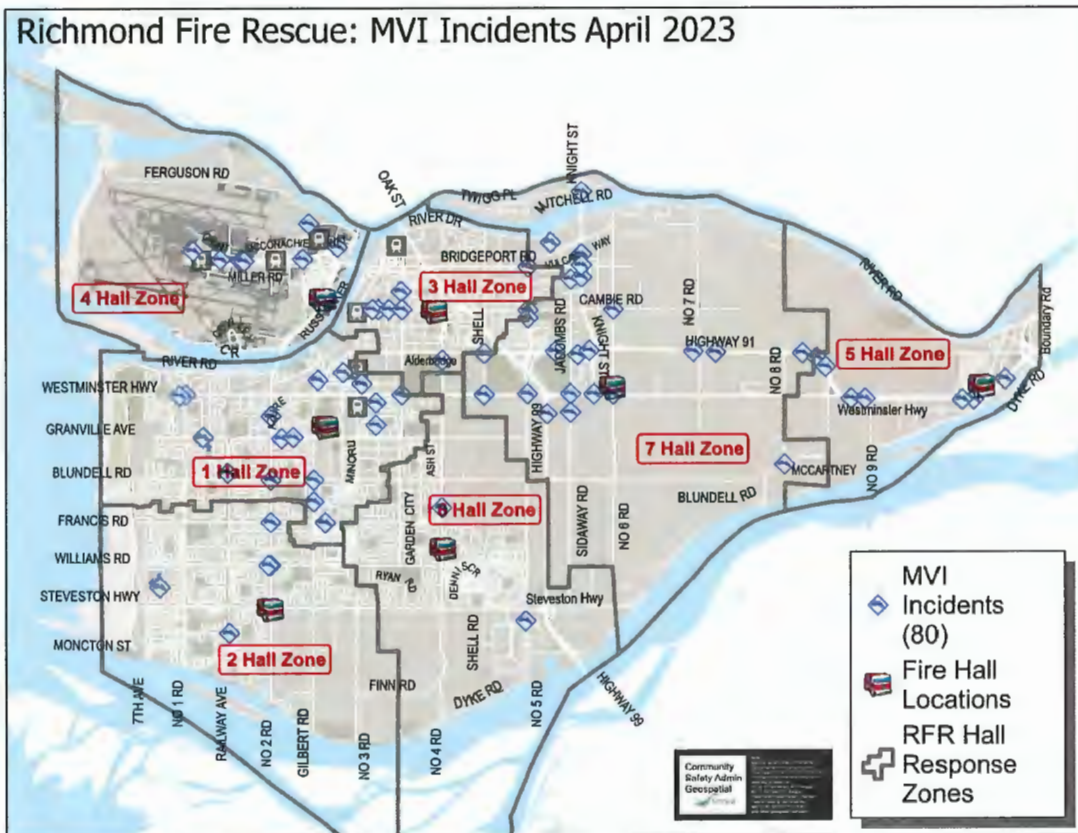 Richmond Fire Rescue: MVI Incidents April 2023
KNIGHT ST
OAK ST
TWIGG PL
MITCHELL RD
FERGUSON RD
RIVER DR
BRIDGEPORT RD
WAY
MILLER RD
3 Hall Zone
4 Hall Zone
CAMBIE RD
NO 7 RD
RIVER RD
Boundary Rd
SHELL
JACOMBS RD
HIGHWAY 91
NO 8 RD
5 Hall Zone
RIVER RD
WESTMINSTER HWY
DYKE RD
Westminster Hwy
GRANVILLE AVE
MINORU
ASH ST
HIGHWAY 99
7 Hall Zone
BLUNDELL RD
1 Hall Zone
MCCARTNEY
NO 9 RD
BLUNDELL RD
FRANCIS RD
GARDEN CITY
Hall Zone
SIDAWAY RD
NO 6 RD
WILLIAMS RD
RYAN RD
DENNIS CR
STEVESTON HWY
Steveston Hwy
MONCTON ST
2 Hall Zone
SHELL RD
FINN RD
DYKE RD
HIGHWAY 99
7TH AVE
NO 1 RD
RAILWAY AVE
NO 2 RD
GILBERT RD
NO 3 RD
NO 4 RD
NO 5 RD
MVI
Incidents
(80)
Fire Hall
Locations
RFR Hall
Response
Zones
Community
Safety Admin
Geospatial